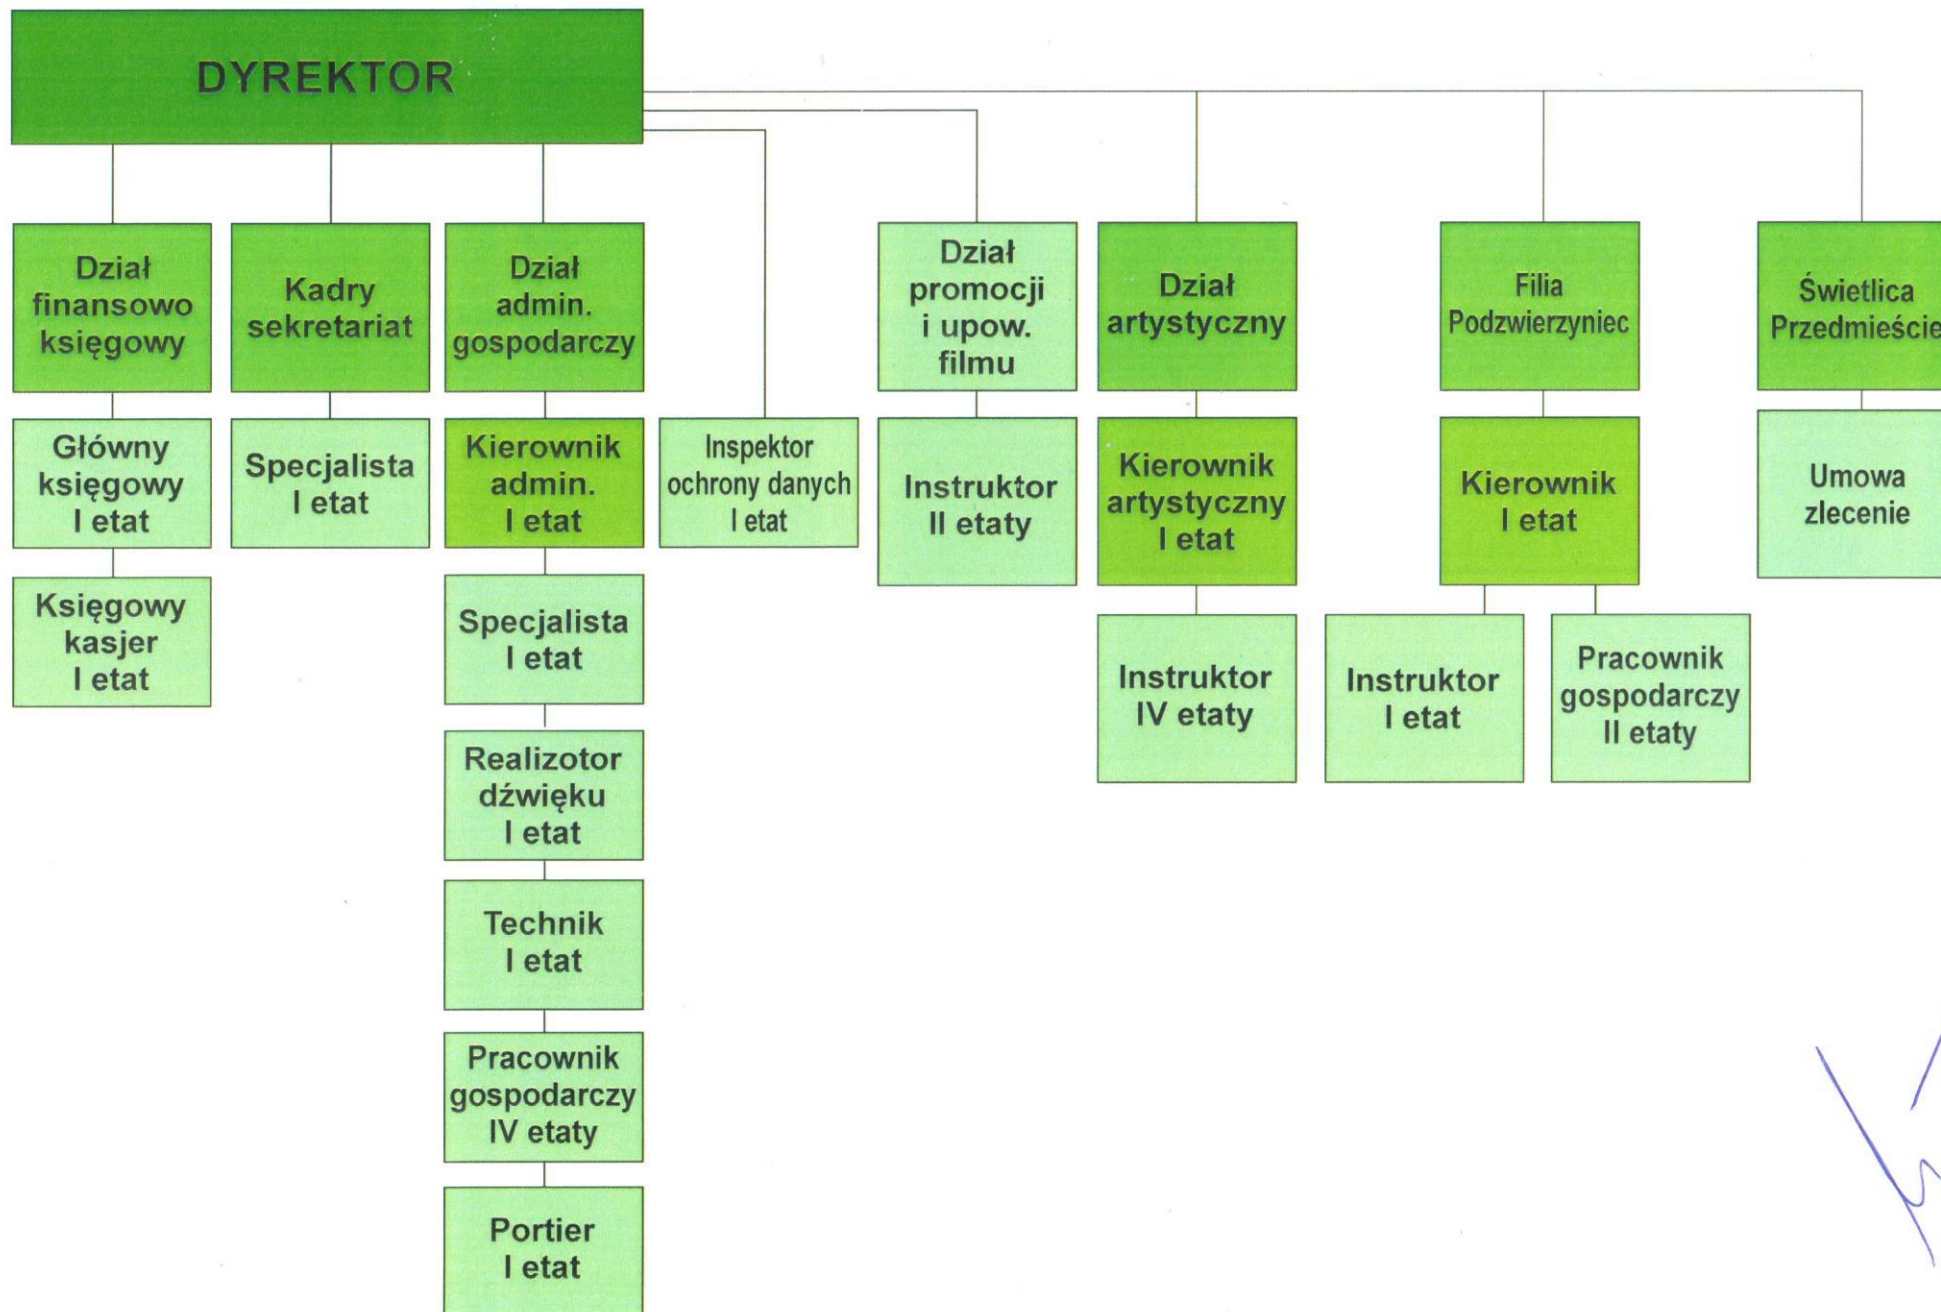 DYREKTOR
Dział
finansowo
księgowy
Kadry
sekretariat
Dział
admin.
gospodarczy
Dział
promocji
i upow.
filmu
Dział
artystyczny
Filia
Podzwierzyniec
Świetlica
Przedmieście
Główny
księgowy
I etat
Specjalista
I etat
Kierownik
admin.
I etat
Inspektor
ochrony danych
I etat
Instruktor
II etaty
Kierownik
artystyczny
I etat
Kierownik
I etat
Umowa
zlecenie
Księgowy
kasjer
I etat
Specjalista
I etat
Instruktor
IV etaty
Instruktor
I etat
Pracownik
gospodarczy
II etaty
Realizotor
dźwięku
I etat
Technik
I etat
Pracownik
gospodarczy
IV etaty
Portier
I etat